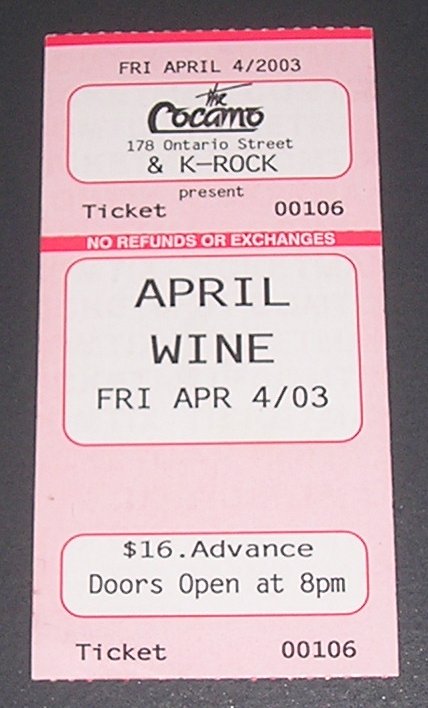 FRI APRIL 4/2003
the
Cocamo
178 Ontario Street
& K-ROCK
present
Ticket 00106
NO REFUNDS OR EXCHANGES
APRIL
WINE
FRI APR 4/03
$16.Advance
Doors Open at 8pm
Ticket 00106